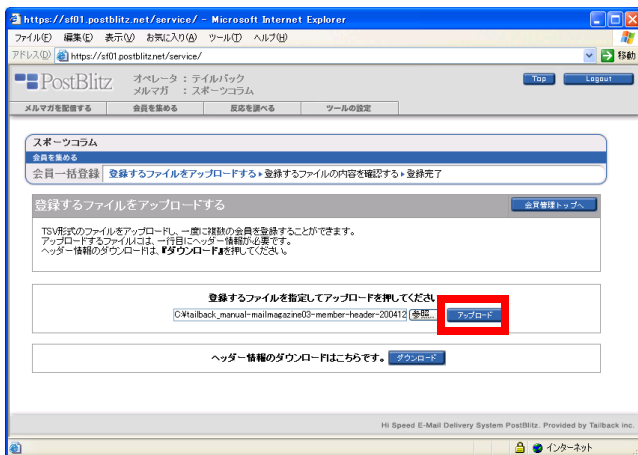 https://sf01.postblitz.net/service/ - Microsoft Internet Explorer
ファイル(F) 編集(E) 表示(V) お気に入り(A) ツール(T) ヘルプ(H)
アドレス(D) https://sf01.postblitz.net/service/ 移動
PostBlitz オペレータ : テイルバック Top Logout
メルマガ : スポーツコラム
メルマガを配信する 会員を集める 反応を調べる ツールの設定
スポーツコラム
会員を集める
会員一括登録 登録するファイルをアップロードする 登録するファイルの内容を確認する 登録完了
登録するファイルをアップロードする 会員管理トップへ
TSV形式のファイルをアップロードし、一度に複数の会員を登録することができます。
アップロードするファイルには、一行目にヘッダー情報が必要です。
ヘッダー情報のダウンロードは、『ダウンロード』を押してください。
登録するファイルを指定してアップロードを押してください
C:¥tailback_manual-mailmagazine03-member-header-200412 参照... アップロード
ヘッダー情報のダウンロードはこちらです。 ダウンロード
Hi Speed E-Mail Delivery System PostBlitz. Provided by Tailback inc.
インターネット